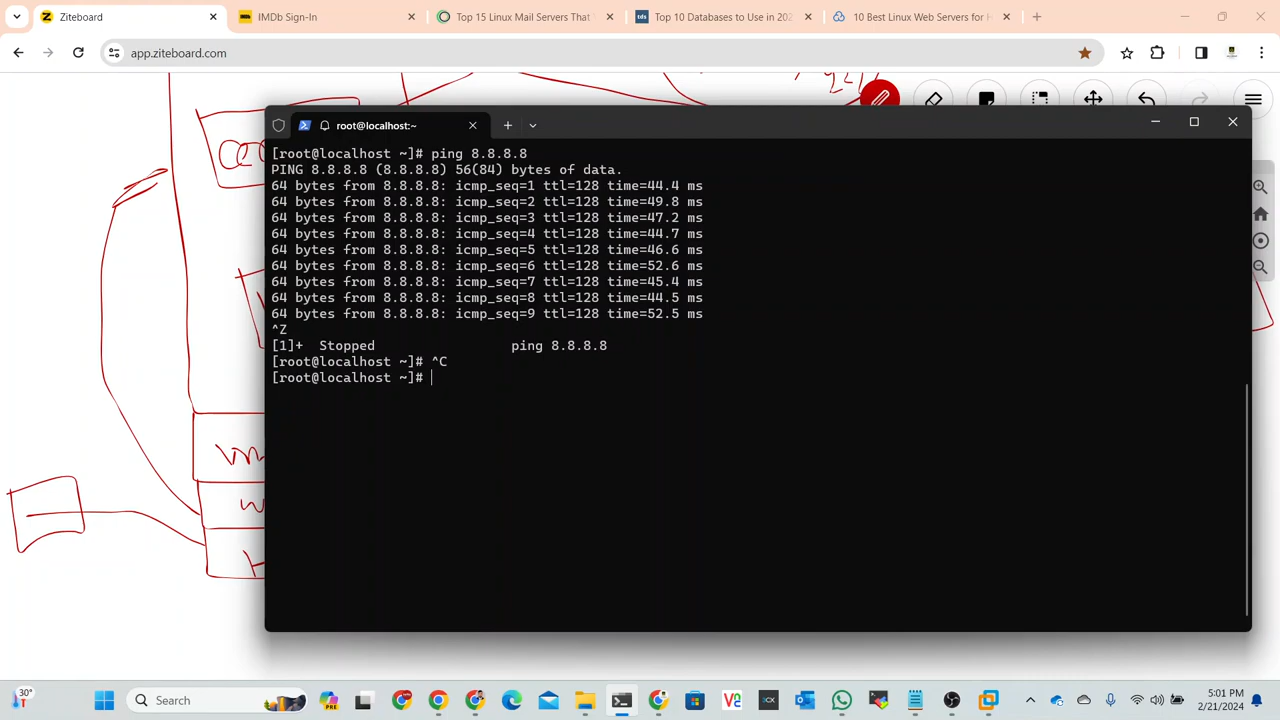 Ziteboard
IMDb Sign-In
Top 15 Linux Mail Servers That
Top 10 Databases to Use in 202
10 Best Linux Web Servers for
app.ziteboard.com
root@localhost:~
[root@localhost ~]# ping 8.8.8.8
PING 8.8.8.8 (8.8.8.8) 56(84) bytes of data.
64 bytes from 8.8.8.8: icmp_seq=1 ttl=128 time=44.4 ms
64 bytes from 8.8.8.8: icmp_seq=2 ttl=128 time=49.8 ms
64 bytes from 8.8.8.8: icmp_seq=3 ttl=128 time=47.2 ms
64 bytes from 8.8.8.8: icmp_seq=4 ttl=128 time=44.7 ms
64 bytes from 8.8.8.8: icmp_seq=5 ttl=128 time=46.6 ms
64 bytes from 8.8.8.8: icmp_seq=6 ttl=128 time=52.6 ms
64 bytes from 8.8.8.8: icmp_seq=7 ttl=128 time=45.4 ms
64 bytes from 8.8.8.8: icmp_seq=8 ttl=128 time=44.5 ms
64 bytes from 8.8.8.8: icmp_seq=9 ttl=128 time=52.5 ms
^Z
[1]+  Stopped                 ping 8.8.8.8
[root@localhost ~]# ^C
[root@localhost ~]#
30°
Search
PRE
5:01 PM
2/21/2024